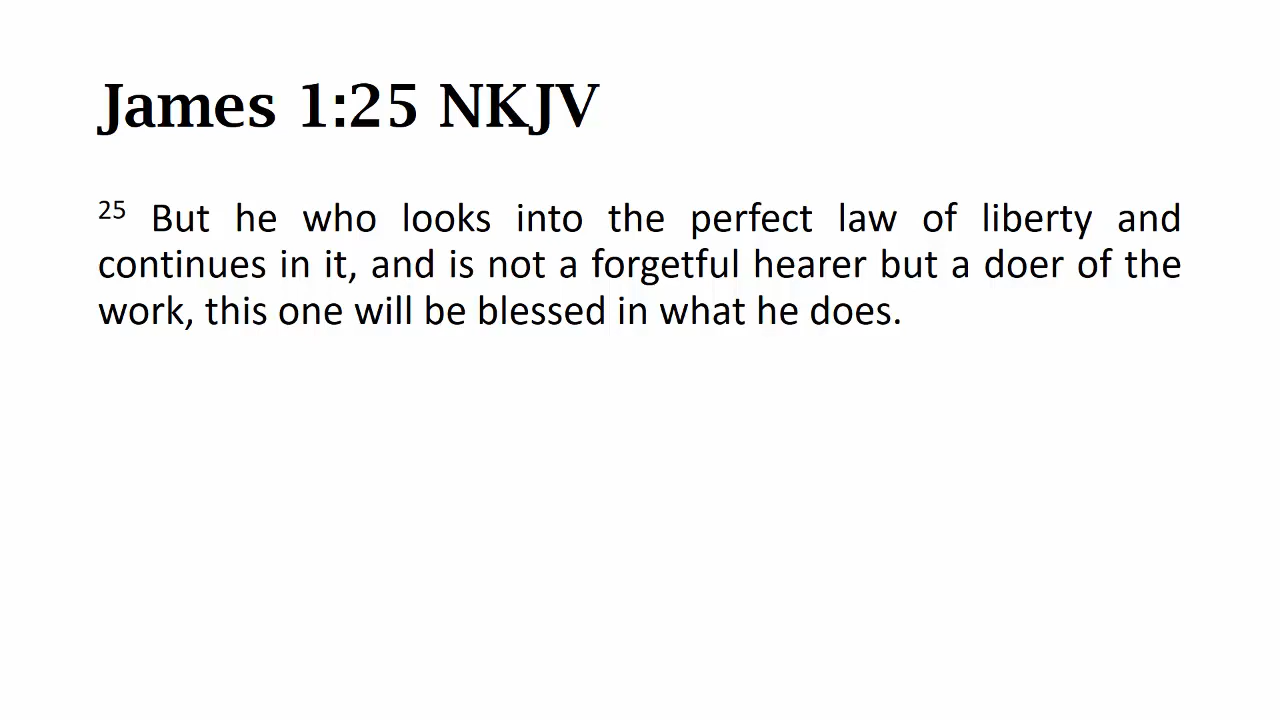 James 1:25 NKJV
25 But he who looks into the perfect law of liberty and
continues in it, and is not a forgetful hearer but a doer of the
work, this one will be blessed in what he does.